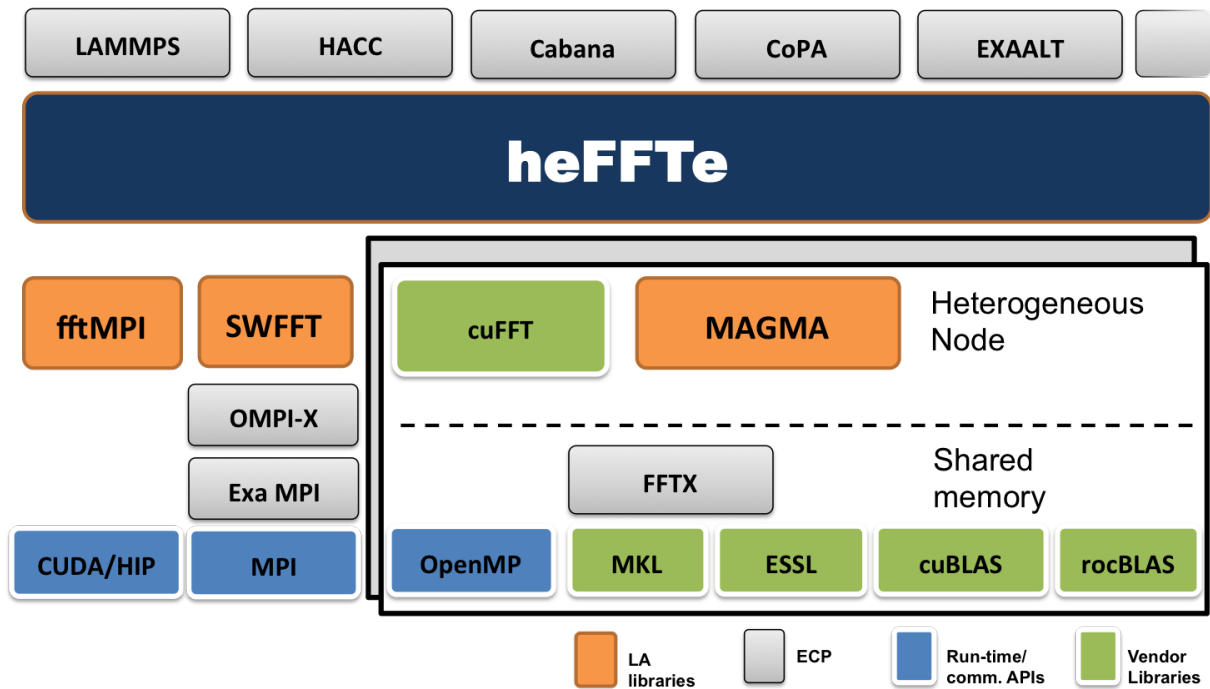 LAMMPS
HACC
Cabana
CoPA
EXAALT
heFFTe
fftMPI
SWFFT
cuFFT
MAGMA
Heterogeneous
Node
OMPI-X
Exa MPI
FFTX
Shared
memory
CUDA/HIP
MPI
OpenMP
MKL
ESSL
cuBLAS
rocBLAS
LA
libraries
ECP
Run-time/
comm. APIs
Vendor
Libraries